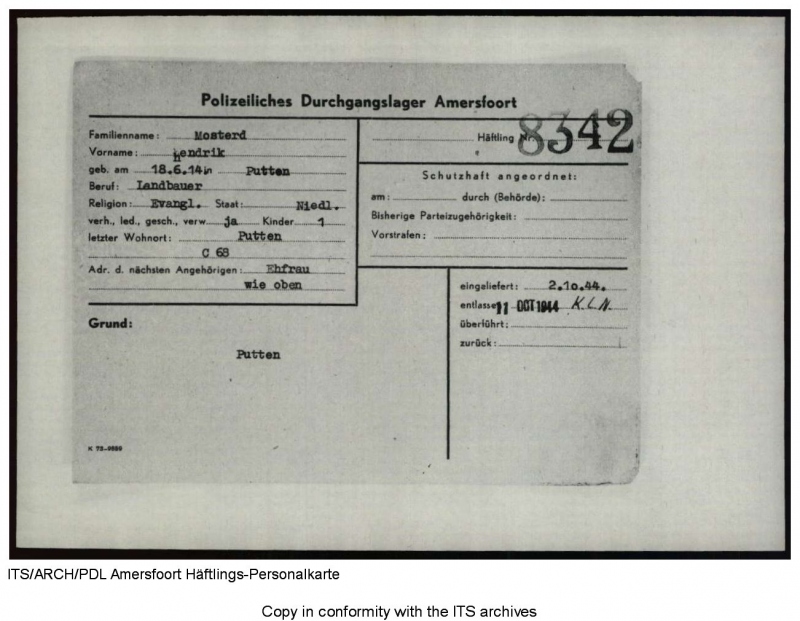 Polizeiliches Durchgangslager Amersfoort
Familienname: Mosterd
Vorname: hendrik
geb. am 18.6.14 in Putten
Beruf: Landbauer
Religion: Evangl. Staat: Niedl.
verh., led., gesch., verw. ja Kinder 1
letzter Wohnort: Putten
C 68
Adr. d. nächsten Angehörigen: Ehfrau
wie oben
Häftling Nr. 8342
Schutzhaft angeordnet:
am: durch (Behörde):
Bisherige Parteizugehörigkeit:
Vorstrafen:
Grund:
Putten
eingeliefert: 2.10.44.
entlassen 11 OCT 1944 K.L.N.
überführt:
zurück:
ITS/ARCH/PDL Amersfoort Häftlings-Personalkarte
Copy in conformity with the ITS archives